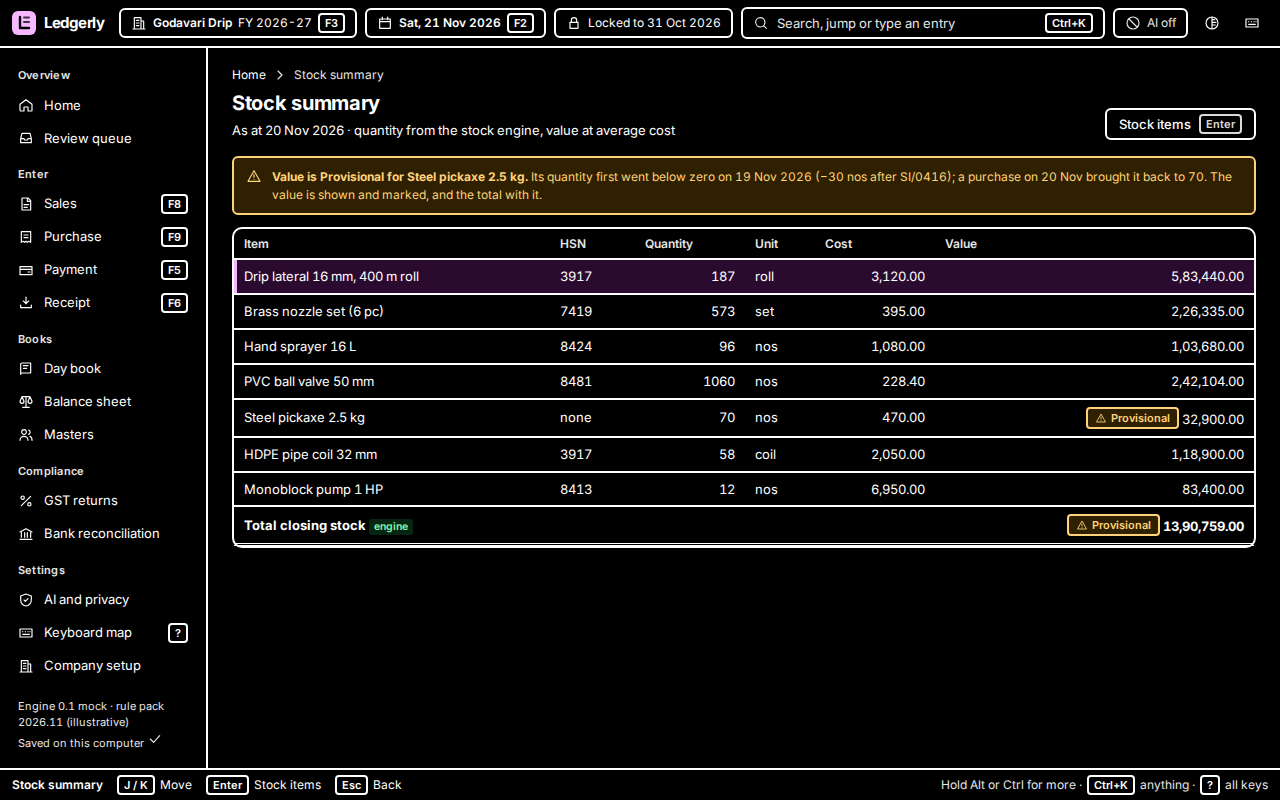 Ledgerly
Godavari Drip FY 2026-27 F3
Sat, 21 Nov 2026 F2
Locked to 31 Oct 2026
Search, jump or type an entry Ctrl+K
AI off
Overview
Home
Review queue
Enter
Sales F8
Purchase F9
Payment F5
Receipt F6
Books
Day book
Balance sheet
Masters
Compliance
GST returns
Bank reconciliation
Settings
AI and privacy
Keyboard map ?
Company setup
Engine 0.1 mock · rule pack
2026.11 (illustrative)
Saved on this computer
Home > Stock summary
Stock summary
As at 20 Nov 2026 · quantity from the stock engine, value at average cost
Stock items Enter
Value is Provisional for Steel pickaxe 2.5 kg. Its quantity first went below zero on 19 Nov 2026 (−30 nos after SI/0416); a purchase on 20 Nov brought it back to 70. The
value is shown and marked, and the total with it.
Item HSN Quantity Unit Cost Value
Drip lateral 16 mm, 400 m roll 3917 187 roll 3,120.00 5,83,440.00
Brass nozzle set (6 pc) 7419 573 set 395.00 2,26,335.00
Hand sprayer 16 L 8424 96 nos 1,080.00 1,03,680.00
PVC ball valve 50 mm 8481 1060 nos 228.40 2,42,104.00
Steel pickaxe 2.5 kg none 70 nos 470.00 Provisional 32,900.00
HDPE pipe coil 32 mm 3917 58 coil 2,050.00 1,18,900.00
Monoblock pump 1 HP 8413 12 nos 6,950.00 83,400.00
Total closing stock engine Provisional 13,90,759.00
Stock summary J / K Move Enter Stock items Esc Back
Hold Alt or Ctrl for more · Ctrl+K anything · ? all keys